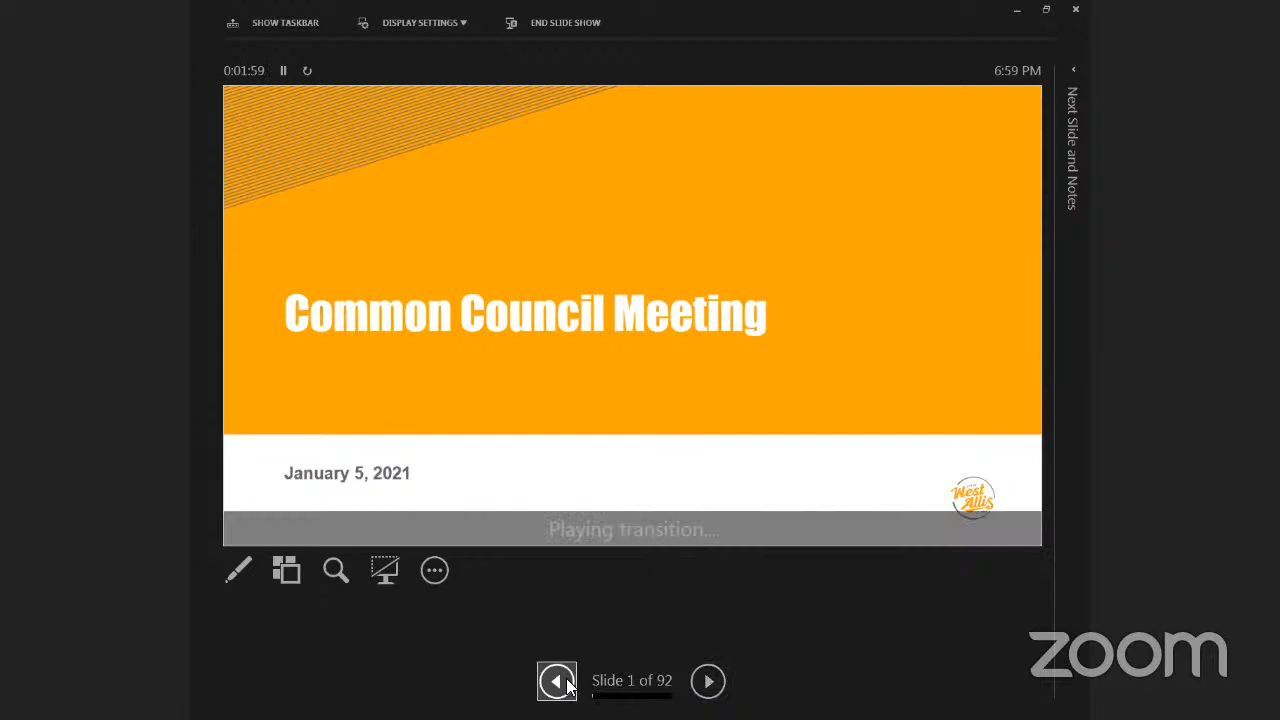 SHOW TASKBAR DISPLAY SETTINGS ▼ END SLIDE SHOW
0:01:59 6:59 PM
Next Slide and Notes
Common Council Meeting
January 5, 2021
West
Allis
Playing transition....
Slide 1 of 92
zoom